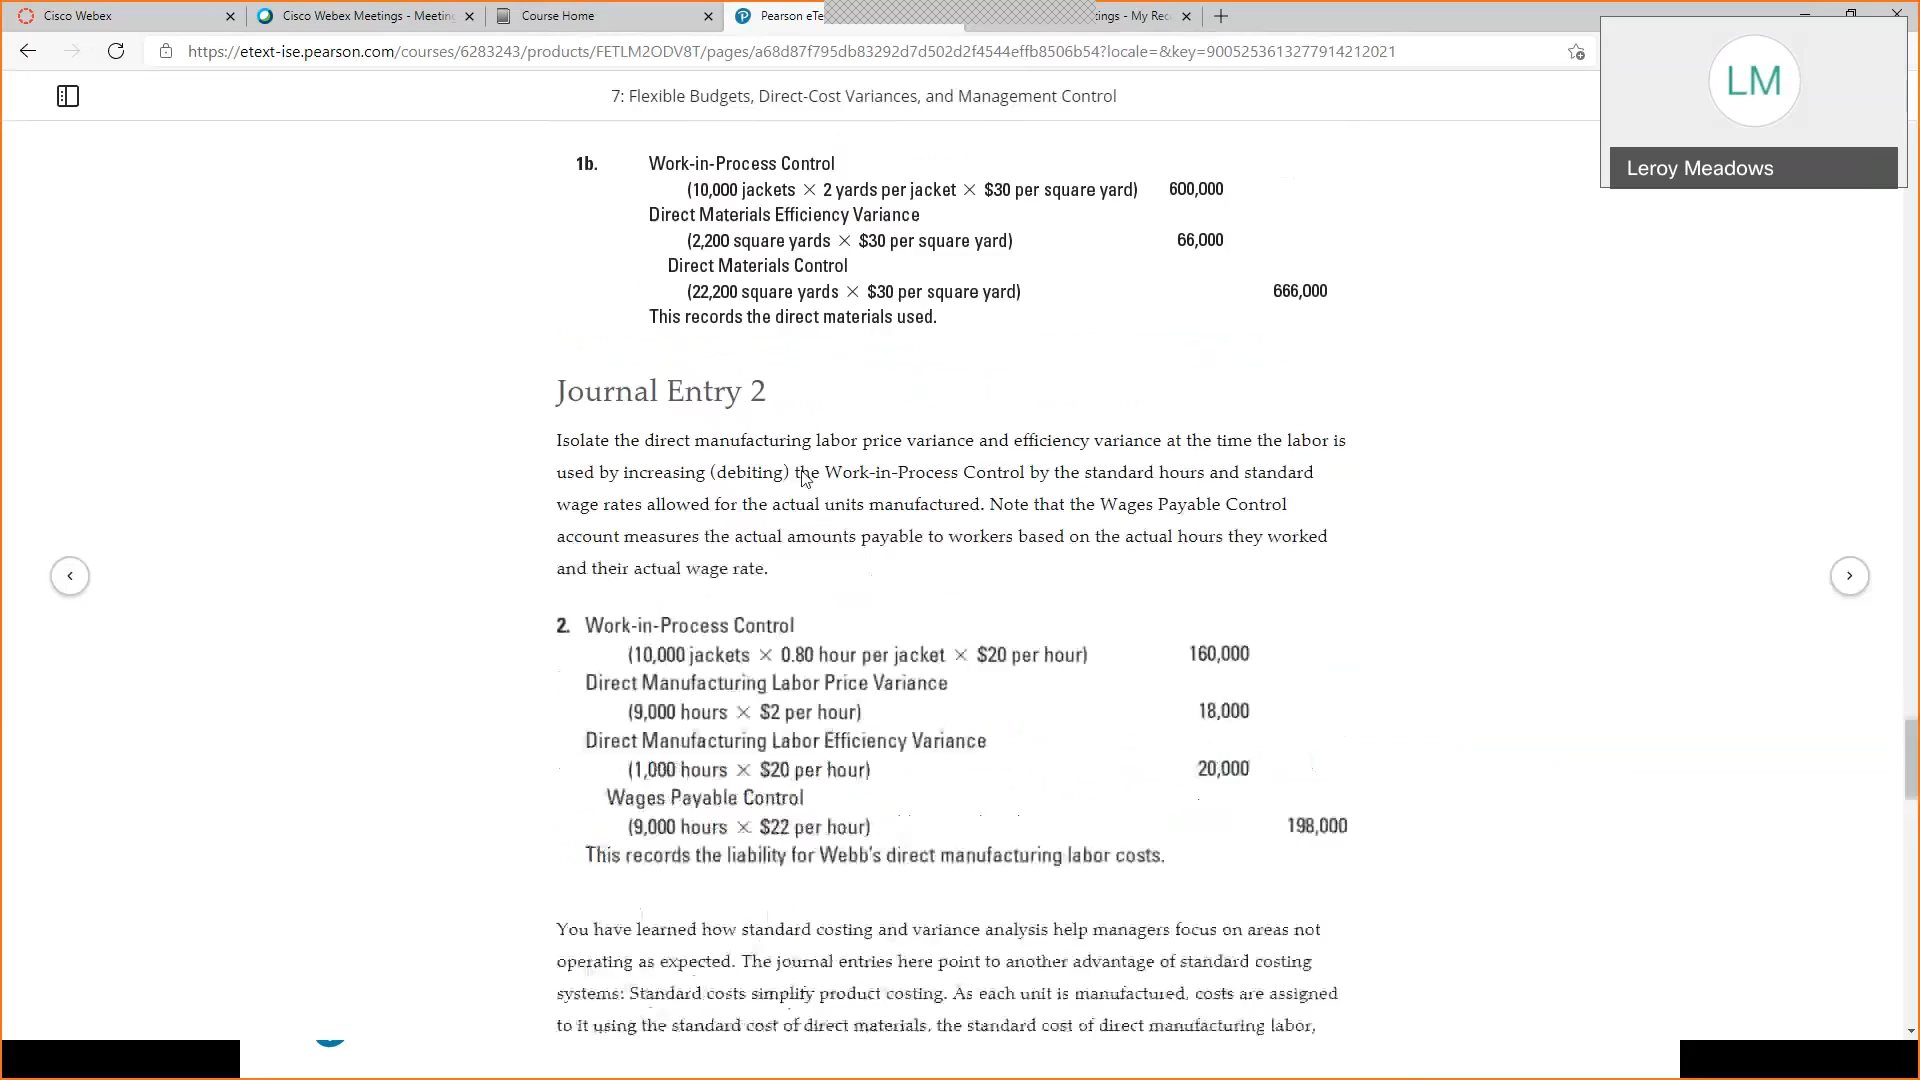 Cisco Webex
Cisco Webex Meetings - Meetin
Course Home
Pearson eTe
tings - My Rec
https://etext-ise.pearson.com/courses/6283243/products/FETLM2ODV8T/pages/a68d87f795db83292d7d502d2f4544effb8506b54?locale=&key=9005253613277914212021
7: Flexible Budgets, Direct-Cost Variances, and Management Control
LM
Leroy Meadows
1b. Work-in-Process Control
(10,000 jackets × 2 yards per jacket × $30 per square yard) 600,000
Direct Materials Efficiency Variance
(2,200 square yards × $30 per square yard) 66,000
Direct Materials Control
(22,200 square yards × $30 per square yard) 666,000
This records the direct materials used.
Journal Entry 2
Isolate the direct manufacturing labor price variance and efficiency variance at the time the labor is
used by increasing (debiting) the Work-in-Process Control by the standard hours and standard
wage rates allowed for the actual units manufactured. Note that the Wages Payable Control
account measures the actual amounts payable to workers based on the actual hours they worked
and their actual wage rate.
2. Work-in-Process Control
(10,000 jackets × 0.80 hour per jacket × $20 per hour) 160,000
Direct Manufacturing Labor Price Variance
(9,000 hours × $2 per hour) 18,000
Direct Manufacturing Labor Efficiency Variance
(1,000 hours × $20 per hour) 20,000
Wages Payable Control
(9,000 hours × $22 per hour) 198,000
This records the liability for Webb's direct manufacturing labor costs.
You have learned how standard costing and variance analysis help managers focus on areas not
operating as expected. The journal entries here point to another advantage of standard costing
systems: Standard costs simplify product costing. As each unit is manufactured, costs are assigned
to it using the standard cost of direct materials, the standard cost of direct manufacturing labor,